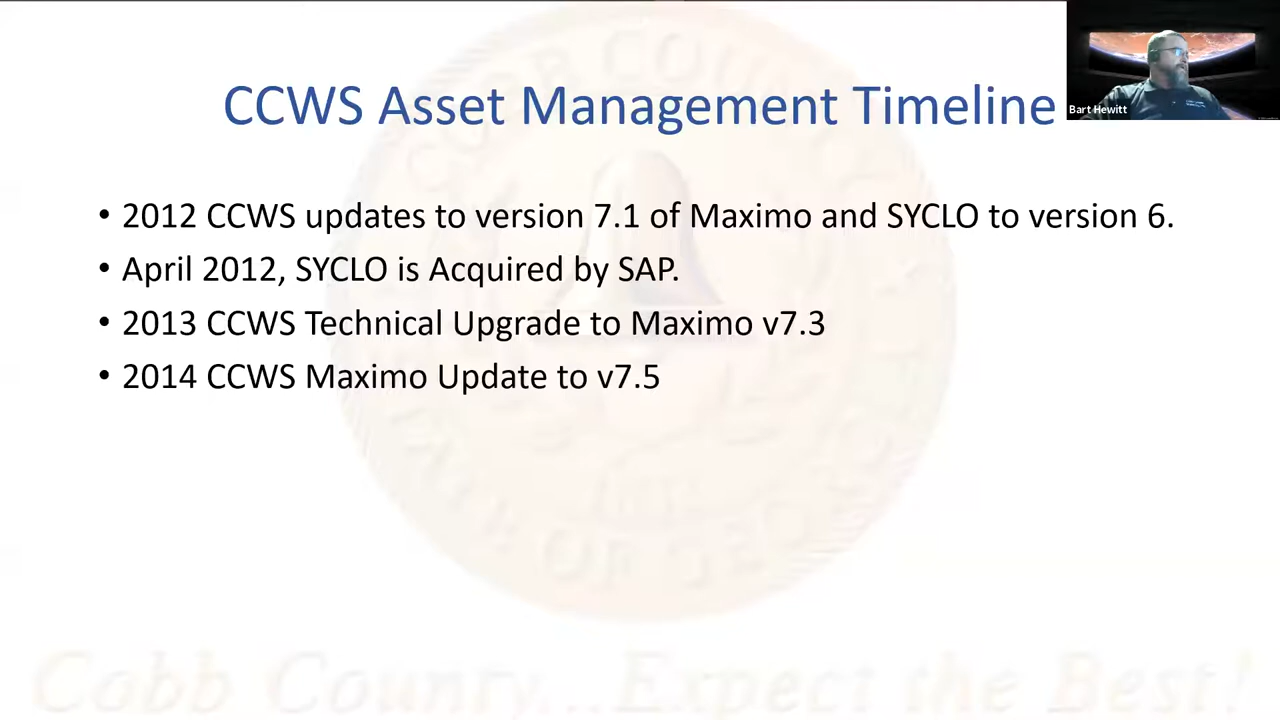 CCWS Asset Management Timeline
Bart Hewitt
• 2012 CCWS updates to version 7.1 of Maximo and SYCLO to version 6.
• April 2012, SYCLO is Acquired by SAP.
• 2013 CCWS Technical Upgrade to Maximo v7.3
• 2014 CCWS Maximo Update to v7.5
Cobb County...Expect the Best!